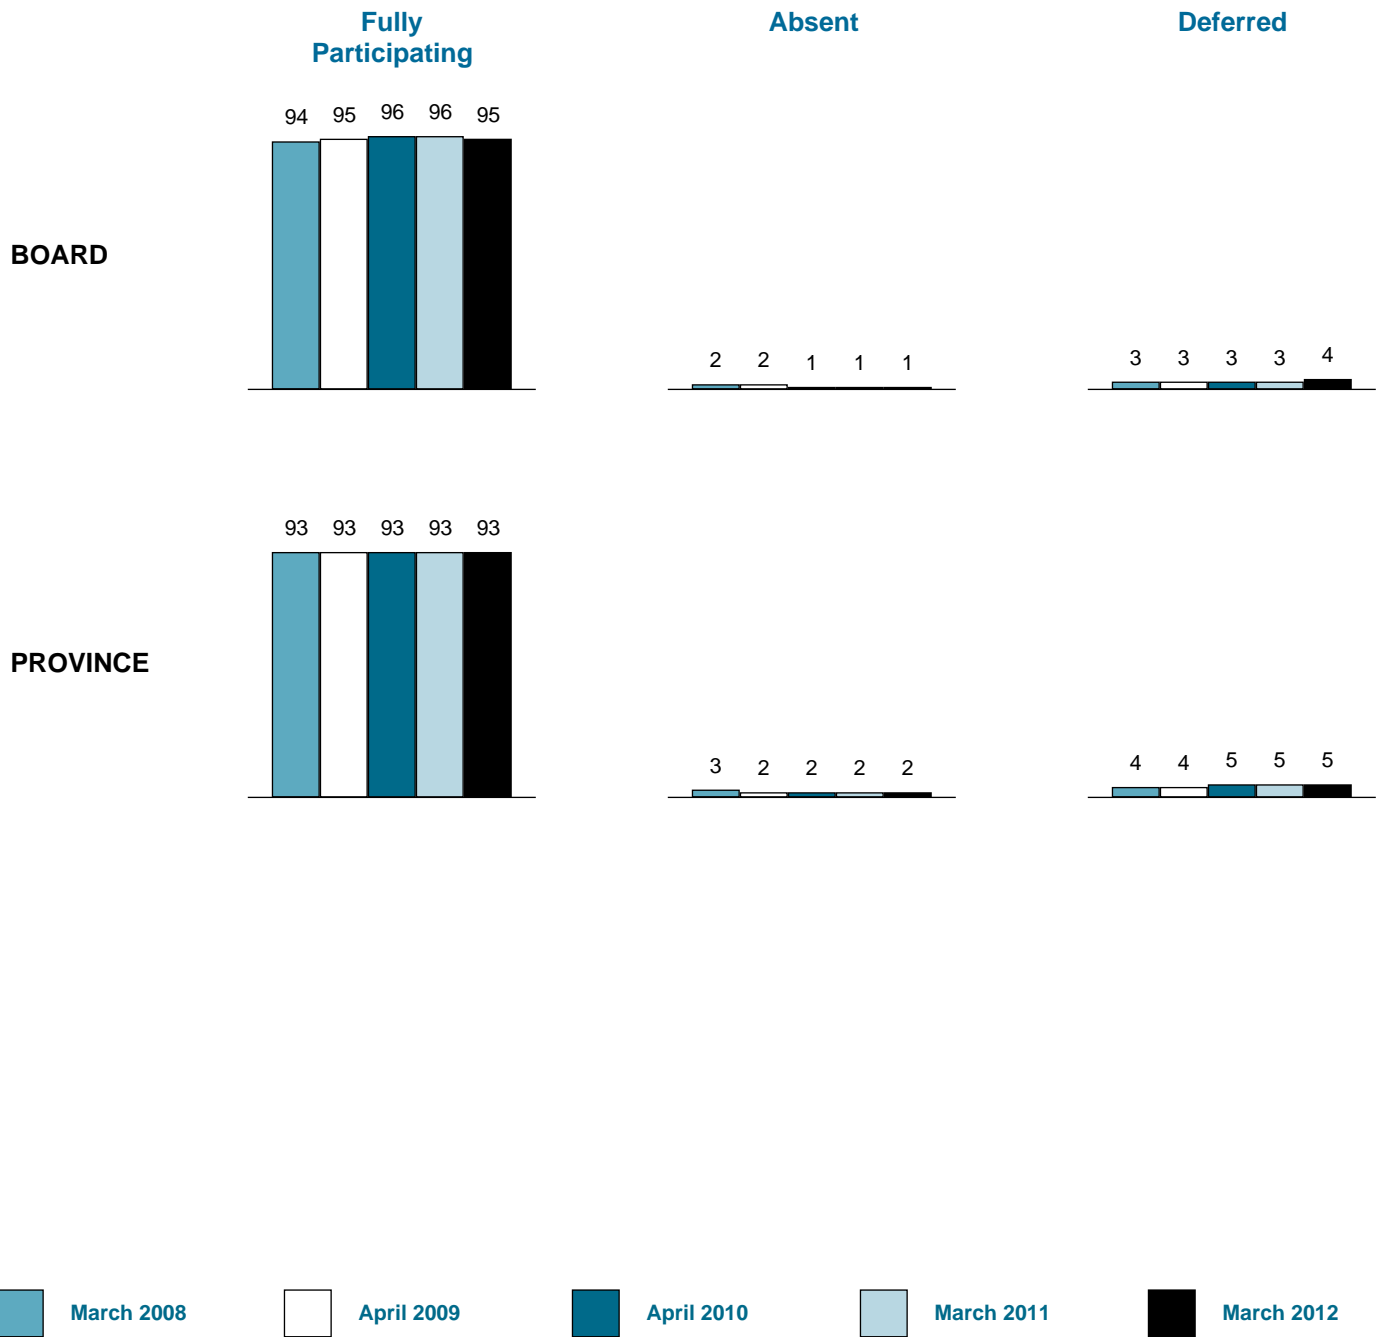 Fully
Participating
Absent
Deferred
94 95 96 96 95
2 2 1 1 1
3 3 3 3 4
BOARD
93 93 93 93 93
3 2 2 2 2
4 4 5 5 5
PROVINCE
March 2008
April 2009
April 2010
March 2011
March 2012